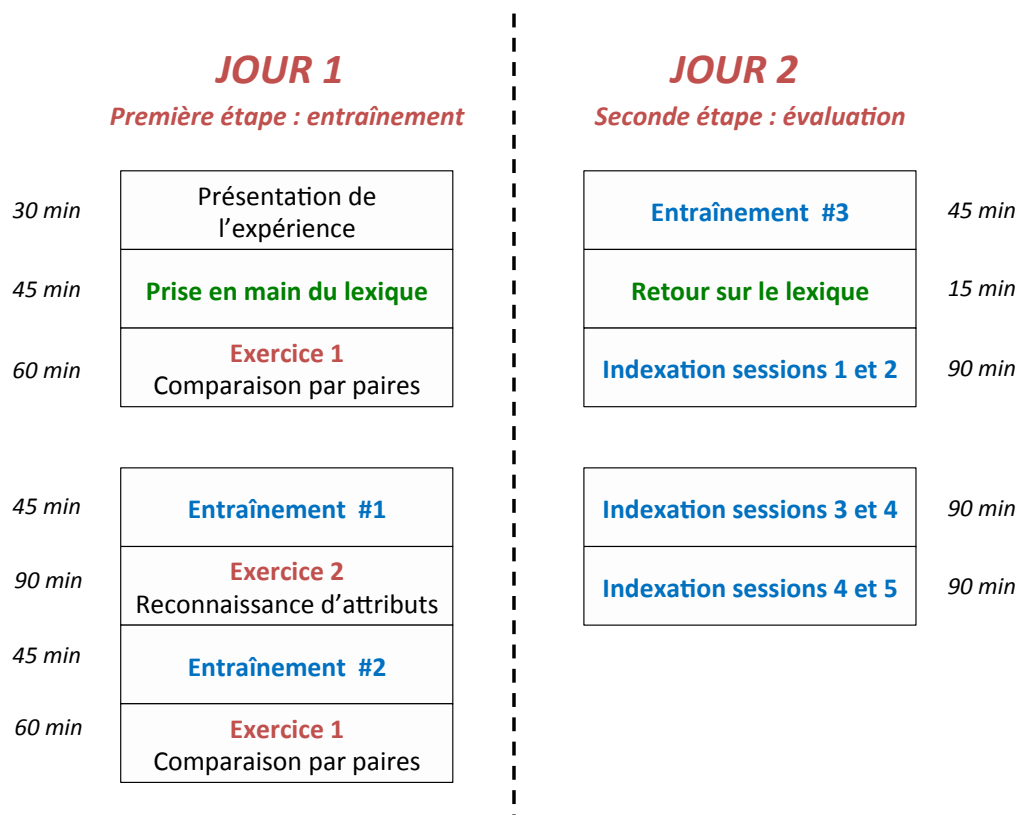 JOUR 1
Première étape : entraînement
30 min
Présentation de
l’expérience
45 min
Prise en main du lexique
60 min
Exercice 1
Comparaison par paires
45 min
Entraînement #1
90 min
Exercice 2
Reconnaissance d’attributs
45 min
Entraînement #2
60 min
Exercice 1
Comparaison par paires
JOUR 2
Seconde étape : évaluation
Entraînement #3
45 min
Retour sur le lexique
15 min
Indexation sessions 1 et 2
90 min
Indexation sessions 3 et 4
90 min
Indexation sessions 4 et 5
90 min